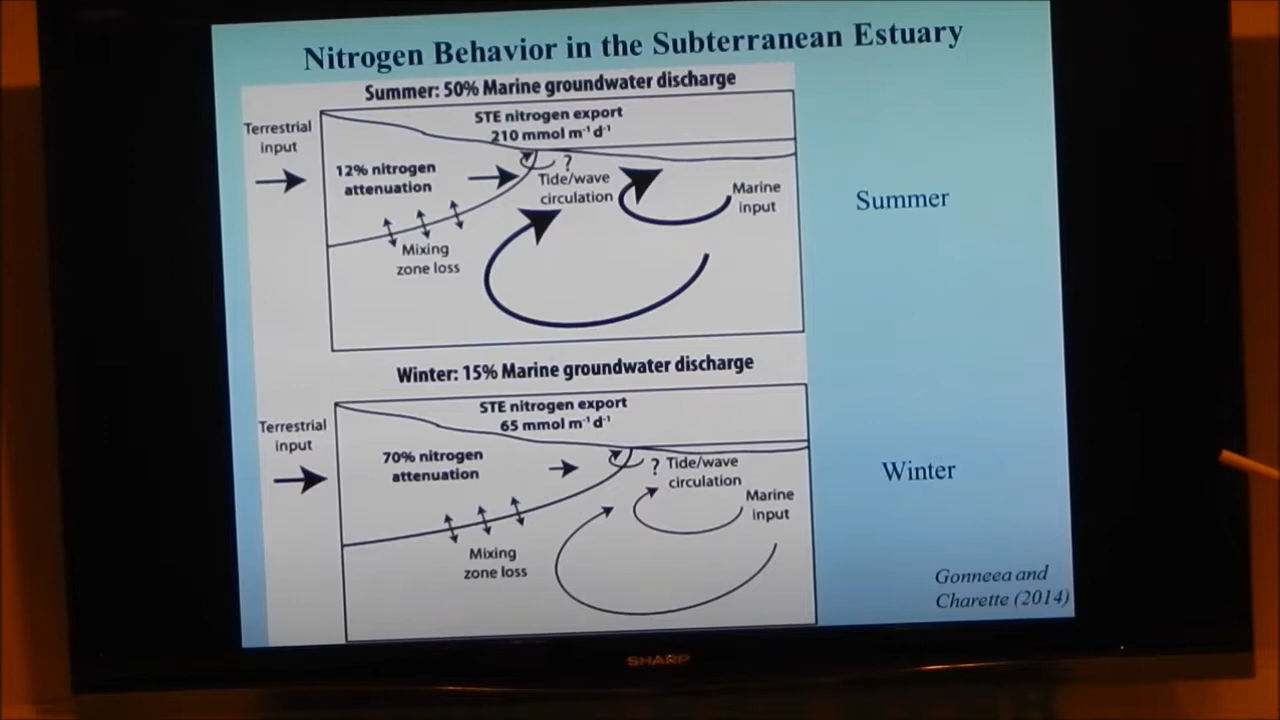 Nitrogen Behavior in the Subterranean Estuary
Summer: 50% Marine groundwater discharge
STE nitrogen export
210 mmol m⁻¹ d⁻¹
Terrestrial
input
12% nitrogen
attenuation
?
Tide/wave
circulation
Marine
input
Mixing
zone loss
Summer
Winter: 15% Marine groundwater discharge
STE nitrogen export
65 mmol m⁻¹ d⁻¹
Terrestrial
input
70% nitrogen
attenuation
? Tide/wave
circulation
Marine
input
Mixing
zone loss
Winter
Gonneea and
Charette (2014)
SHARP